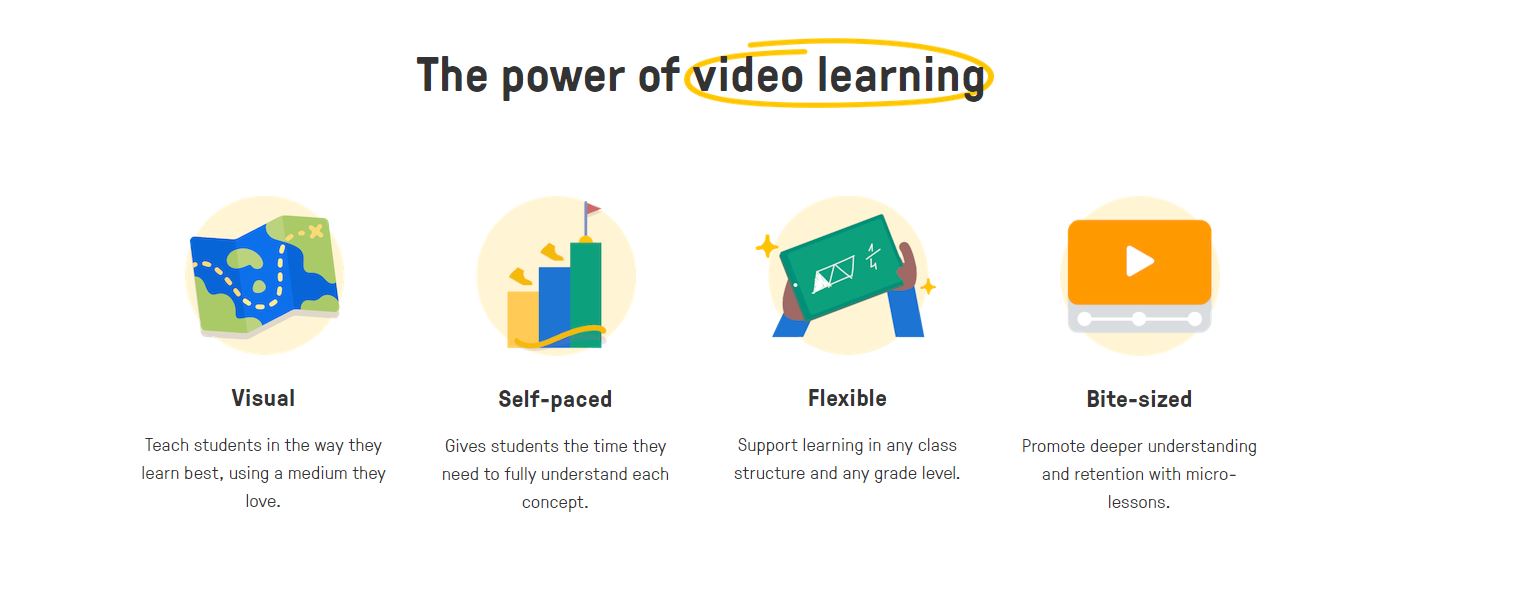 The power of video learning
1
4
Visual
Teach students in the way they
learn best, using a medium they
love.
Self-paced
Gives students the time they
need to fully understand each
concept.
Flexible
Support learning in any class
structure and any grade level.
Bite-sized
Promote deeper understanding
and retention with micro-
lessons.